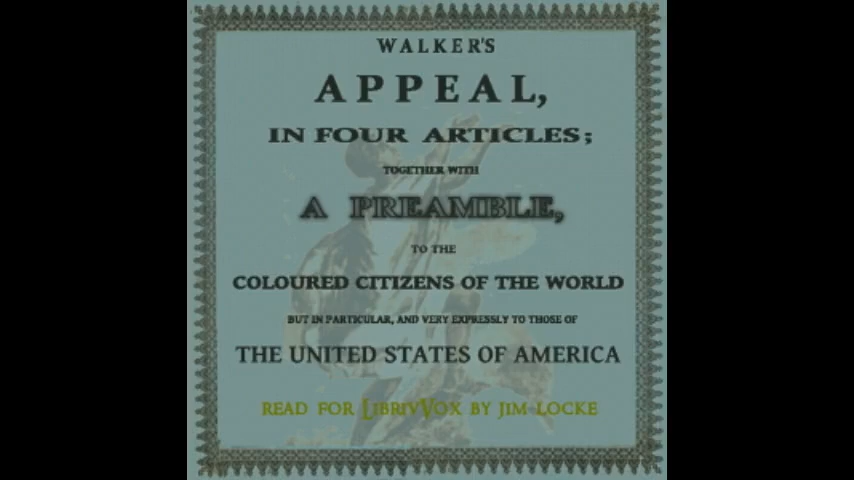 WALKER'S
APPEAL,
IN FOUR ARTICLES;
TOGETHER WITH
A PREAMBLE,
TO THE
COLOURED CITIZENS OF THE WORLD
BUT IN PARTICULAR, AND VERY EXPRESSLY TO THOSE OF
THE UNITED STATES OF AMERICA
READ FOR LIBRIVOX BY JIM LOCKE